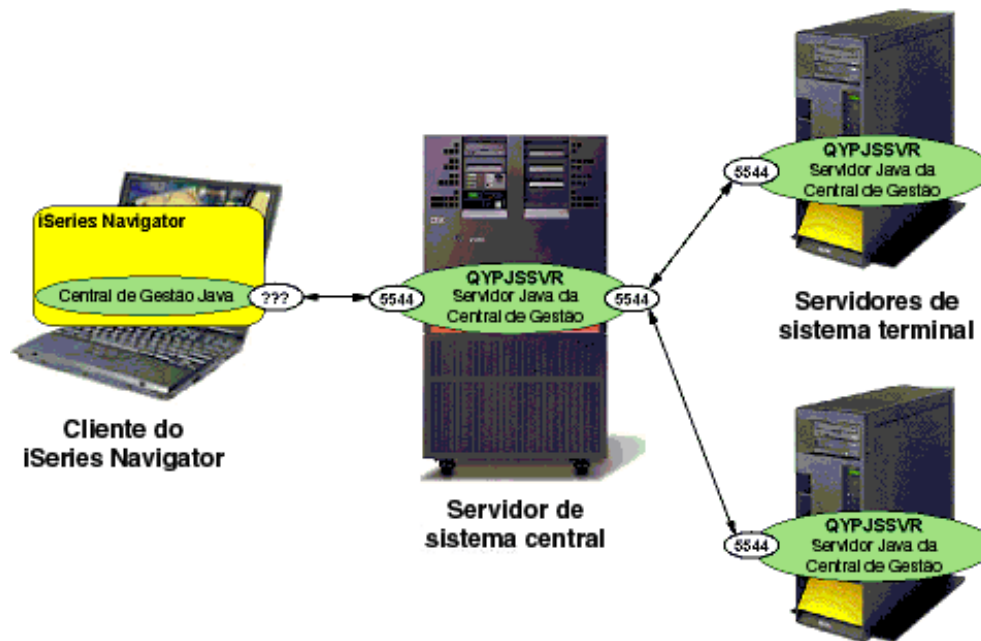 iSeries Navigator
Central de Gestão Java
???
Cliente do
iSeries Navigator
5544
QYPJSSVR
Servidor Java da
Central de Gestão
5544
Servidor de
sistema central
5544
QYPJSSVR
Servidor Java da
Central de Gestão
Servidores de
sistema terminal
5544
QYPJSSVR
Servidor Java da
Central de Gestão